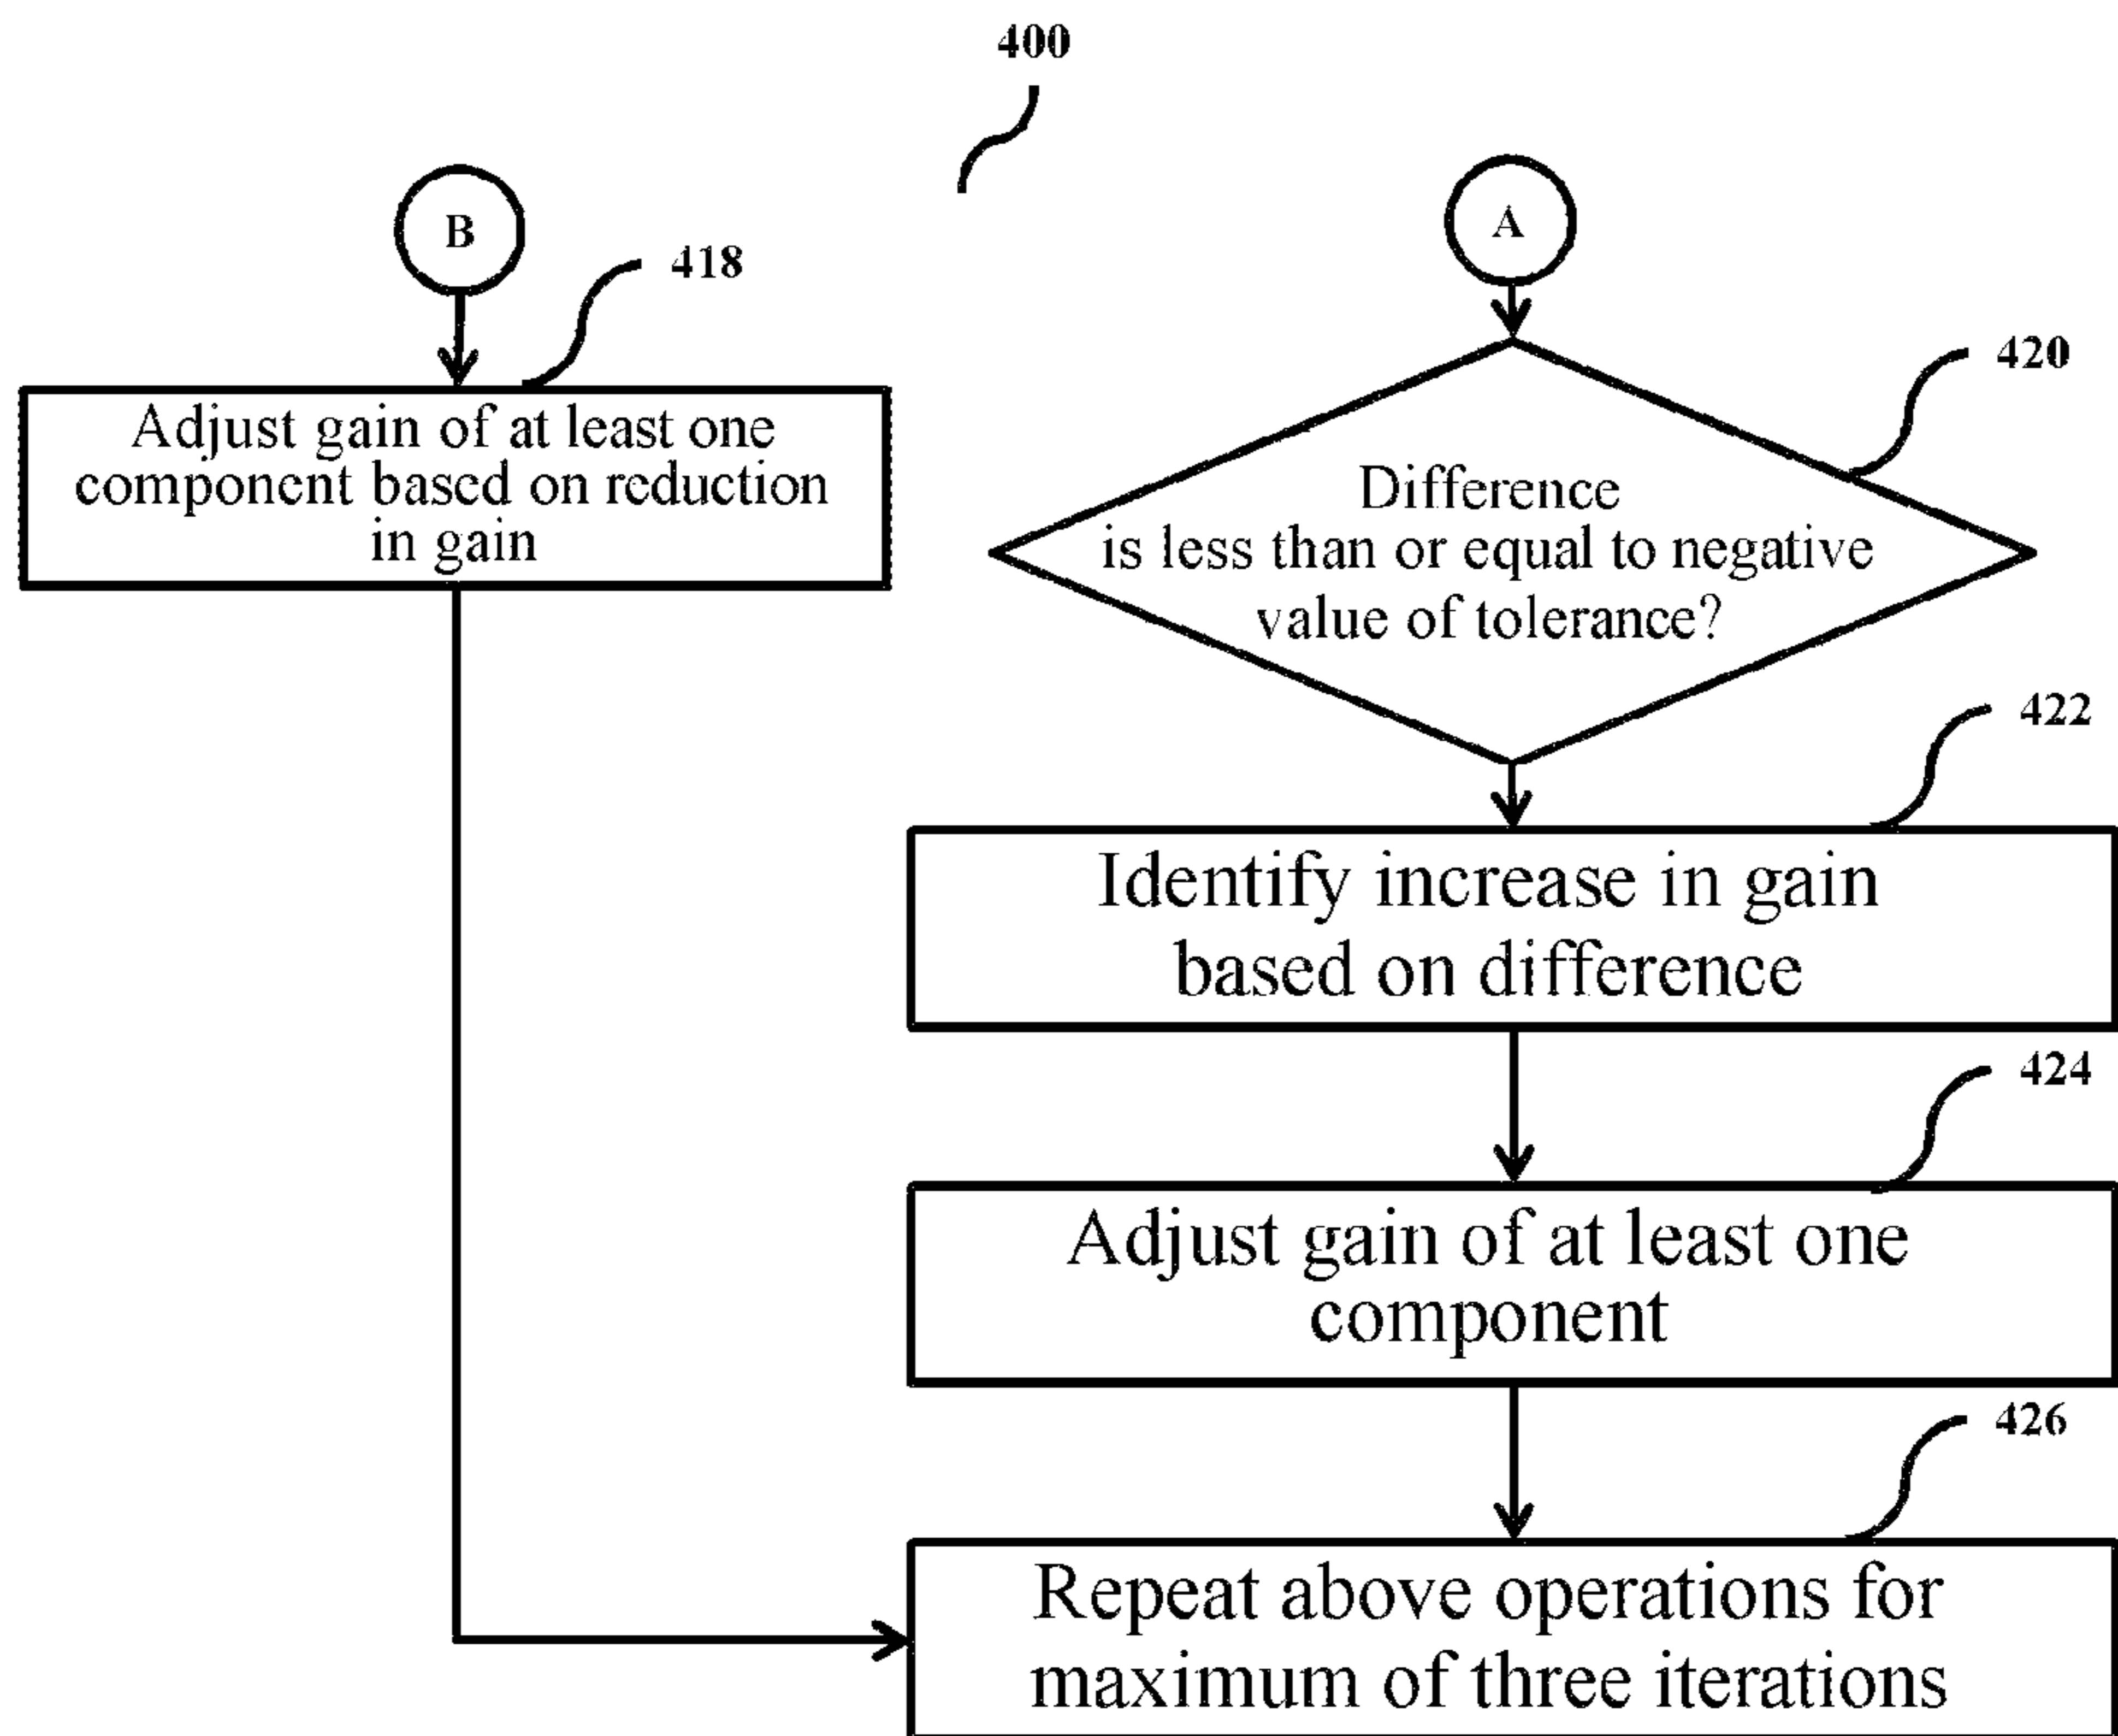 400
B
418
Adjust gain of at least one
component based on reduction
in gain
A
420
Difference
is less than or equal to negative
value of tolerance?
422
Identify increase in gain
based on difference
424
Adjust gain of at least one
component
426
Repeat above operations for
maximum of three iterations